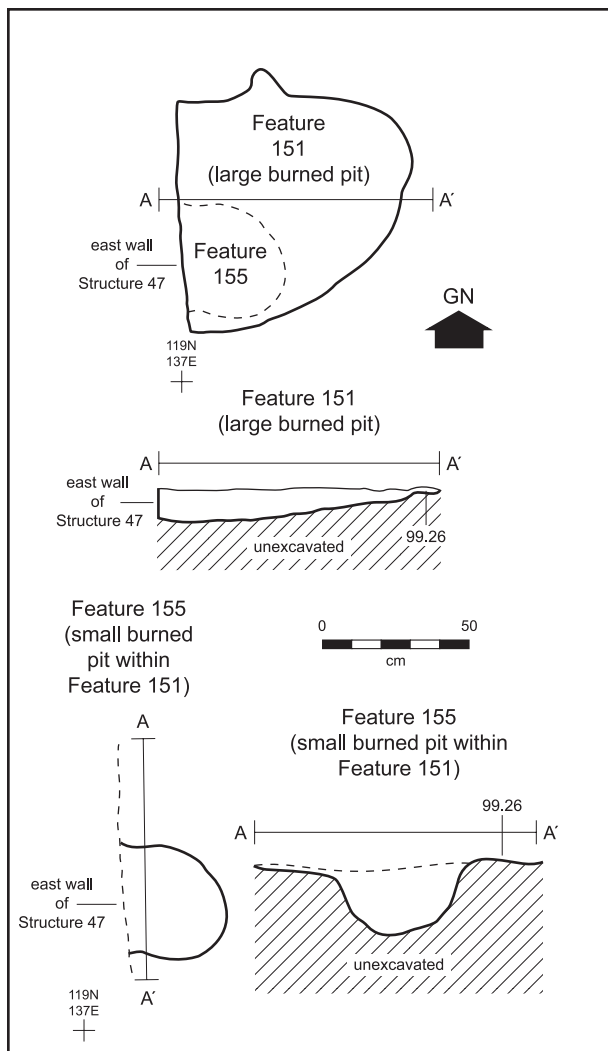 Feature
151
(large burned pit)
A
A′
east wall
of
Structure 47
Feature
155
GN
119N
137E
Feature 151
(large burned pit)
A
A′
east wall
of
Structure 47
unexcavated
99.26
Feature 155
(small burned
pit within
Feature 151)
0
50
cm
A
east wall
of
Structure 47
A′
119N
137E
Feature 155
(small burned pit within
Feature 151)
99.26
A
A′
unexcavated